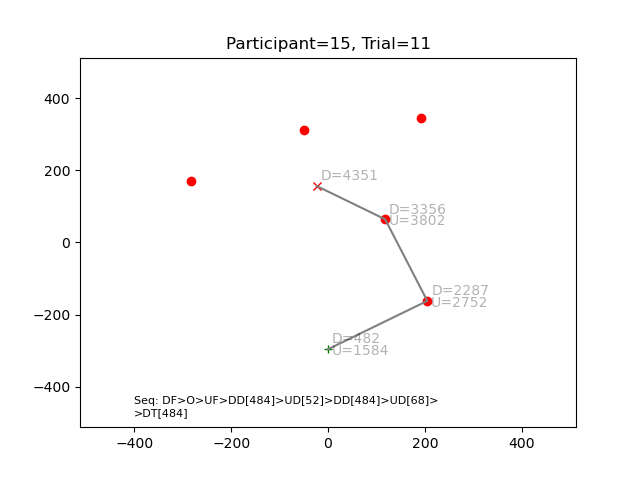 Participant=15, Trial=11
400
200
0
−200
−400
D=4351
D=3356
U=3802
D=2287
U=2752
D=482
U=1584
Seq: DF>O>UF>DD[484]>UD[52]>DD[484]>UD[68]>
>DT[484]
−400
−200
0
200
400